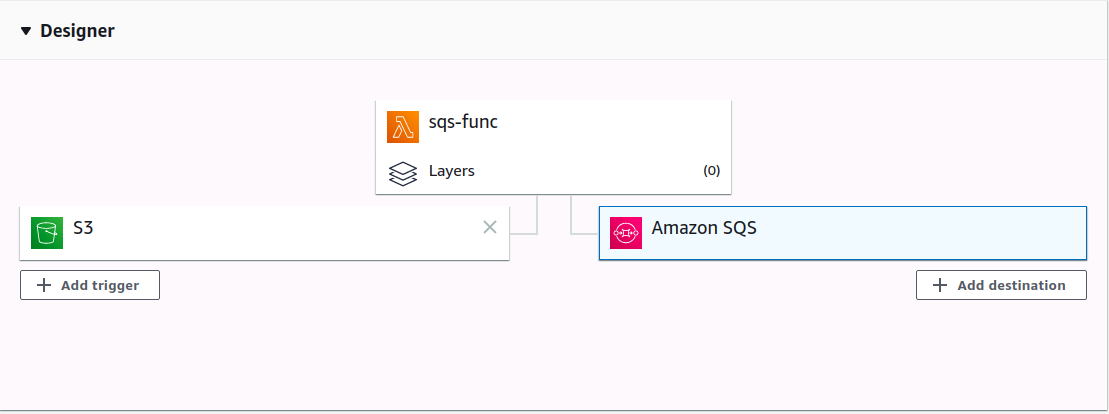 Designer
sqs-func
Layers (0)
S3
Amazon SQS
Add trigger
Add destination